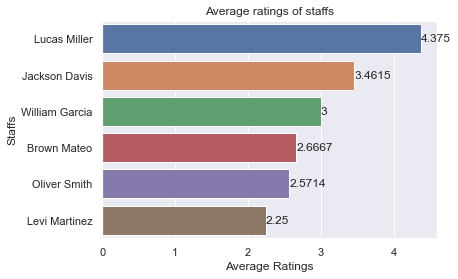 Average ratings of staffs
Staffs
Lucas Miller 4.375
Jackson Davis 3.4615
William Garcia 3
Brown Mateo 2.6667
Oliver Smith 2.5714
Levi Martinez 2.25
0 1 2 3 4
Average Ratings